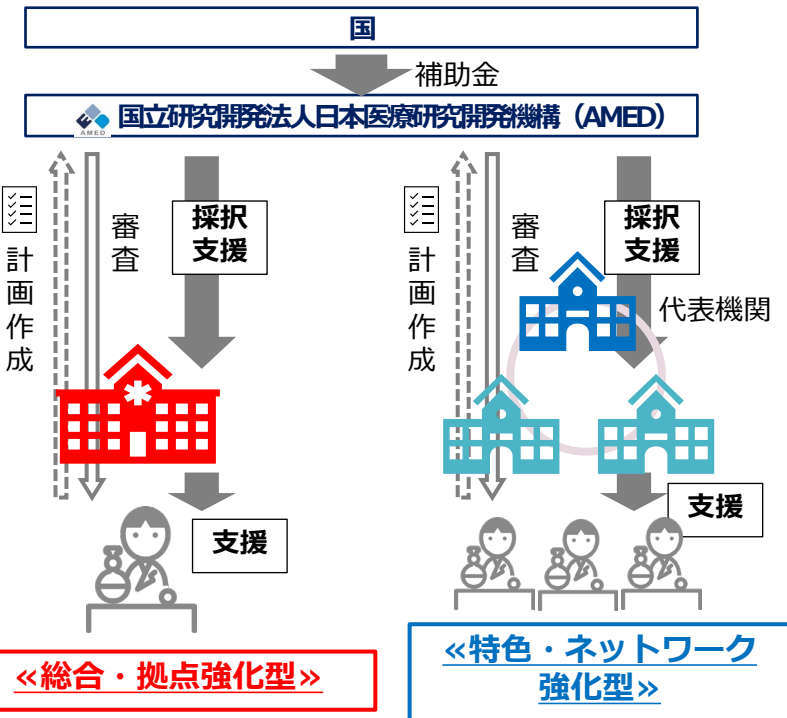 国
補助金
AMED
国立研究開発法人日本医療研究開発機構（AMED）
計画作成
審査
採択
支援
支援
«総合・拠点強化型»
計画作成
審査
採択
支援
代表機関
支援
«特色・ネットワーク
強化型»